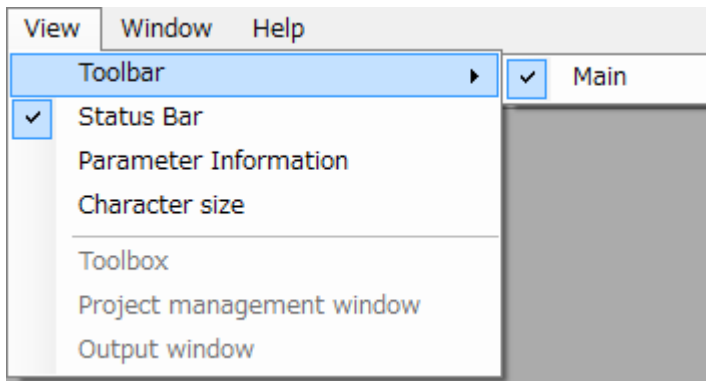 View Window Help
Toolbar Main
Status Bar
Parameter Information
Character size
Toolbox
Project management window
Output window